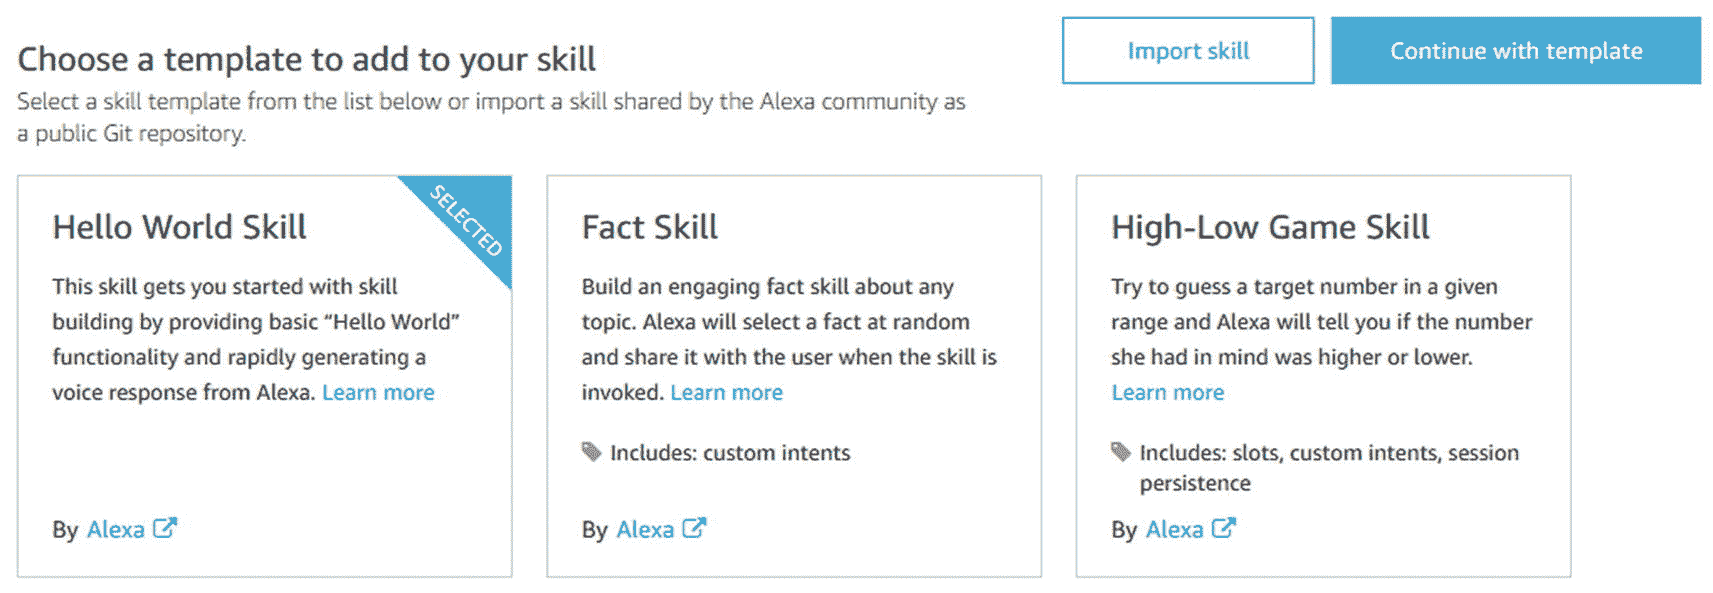 Import skill
Continue with template
Choose a template to add to your skill
Select a skill template from the list below or import a skill shared by the Alexa community as
a public Git repository.
Hello World Skill
SELECTED
This skill gets you started with skill
building by providing basic “Hello World”
functionality and rapidly generating a
voice response from Alexa. Learn more
By Alexa
Fact Skill
Build an engaging fact skill about any
topic. Alexa will select a fact at random
and share it with the user when the skill is
invoked. Learn more
Includes: custom intents
By Alexa
High-Low Game Skill
Try to guess a target number in a given
range and Alexa will tell you if the number
she had in mind was higher or lower.
Learn more
Includes: slots, custom intents, session
persistence
By Alexa